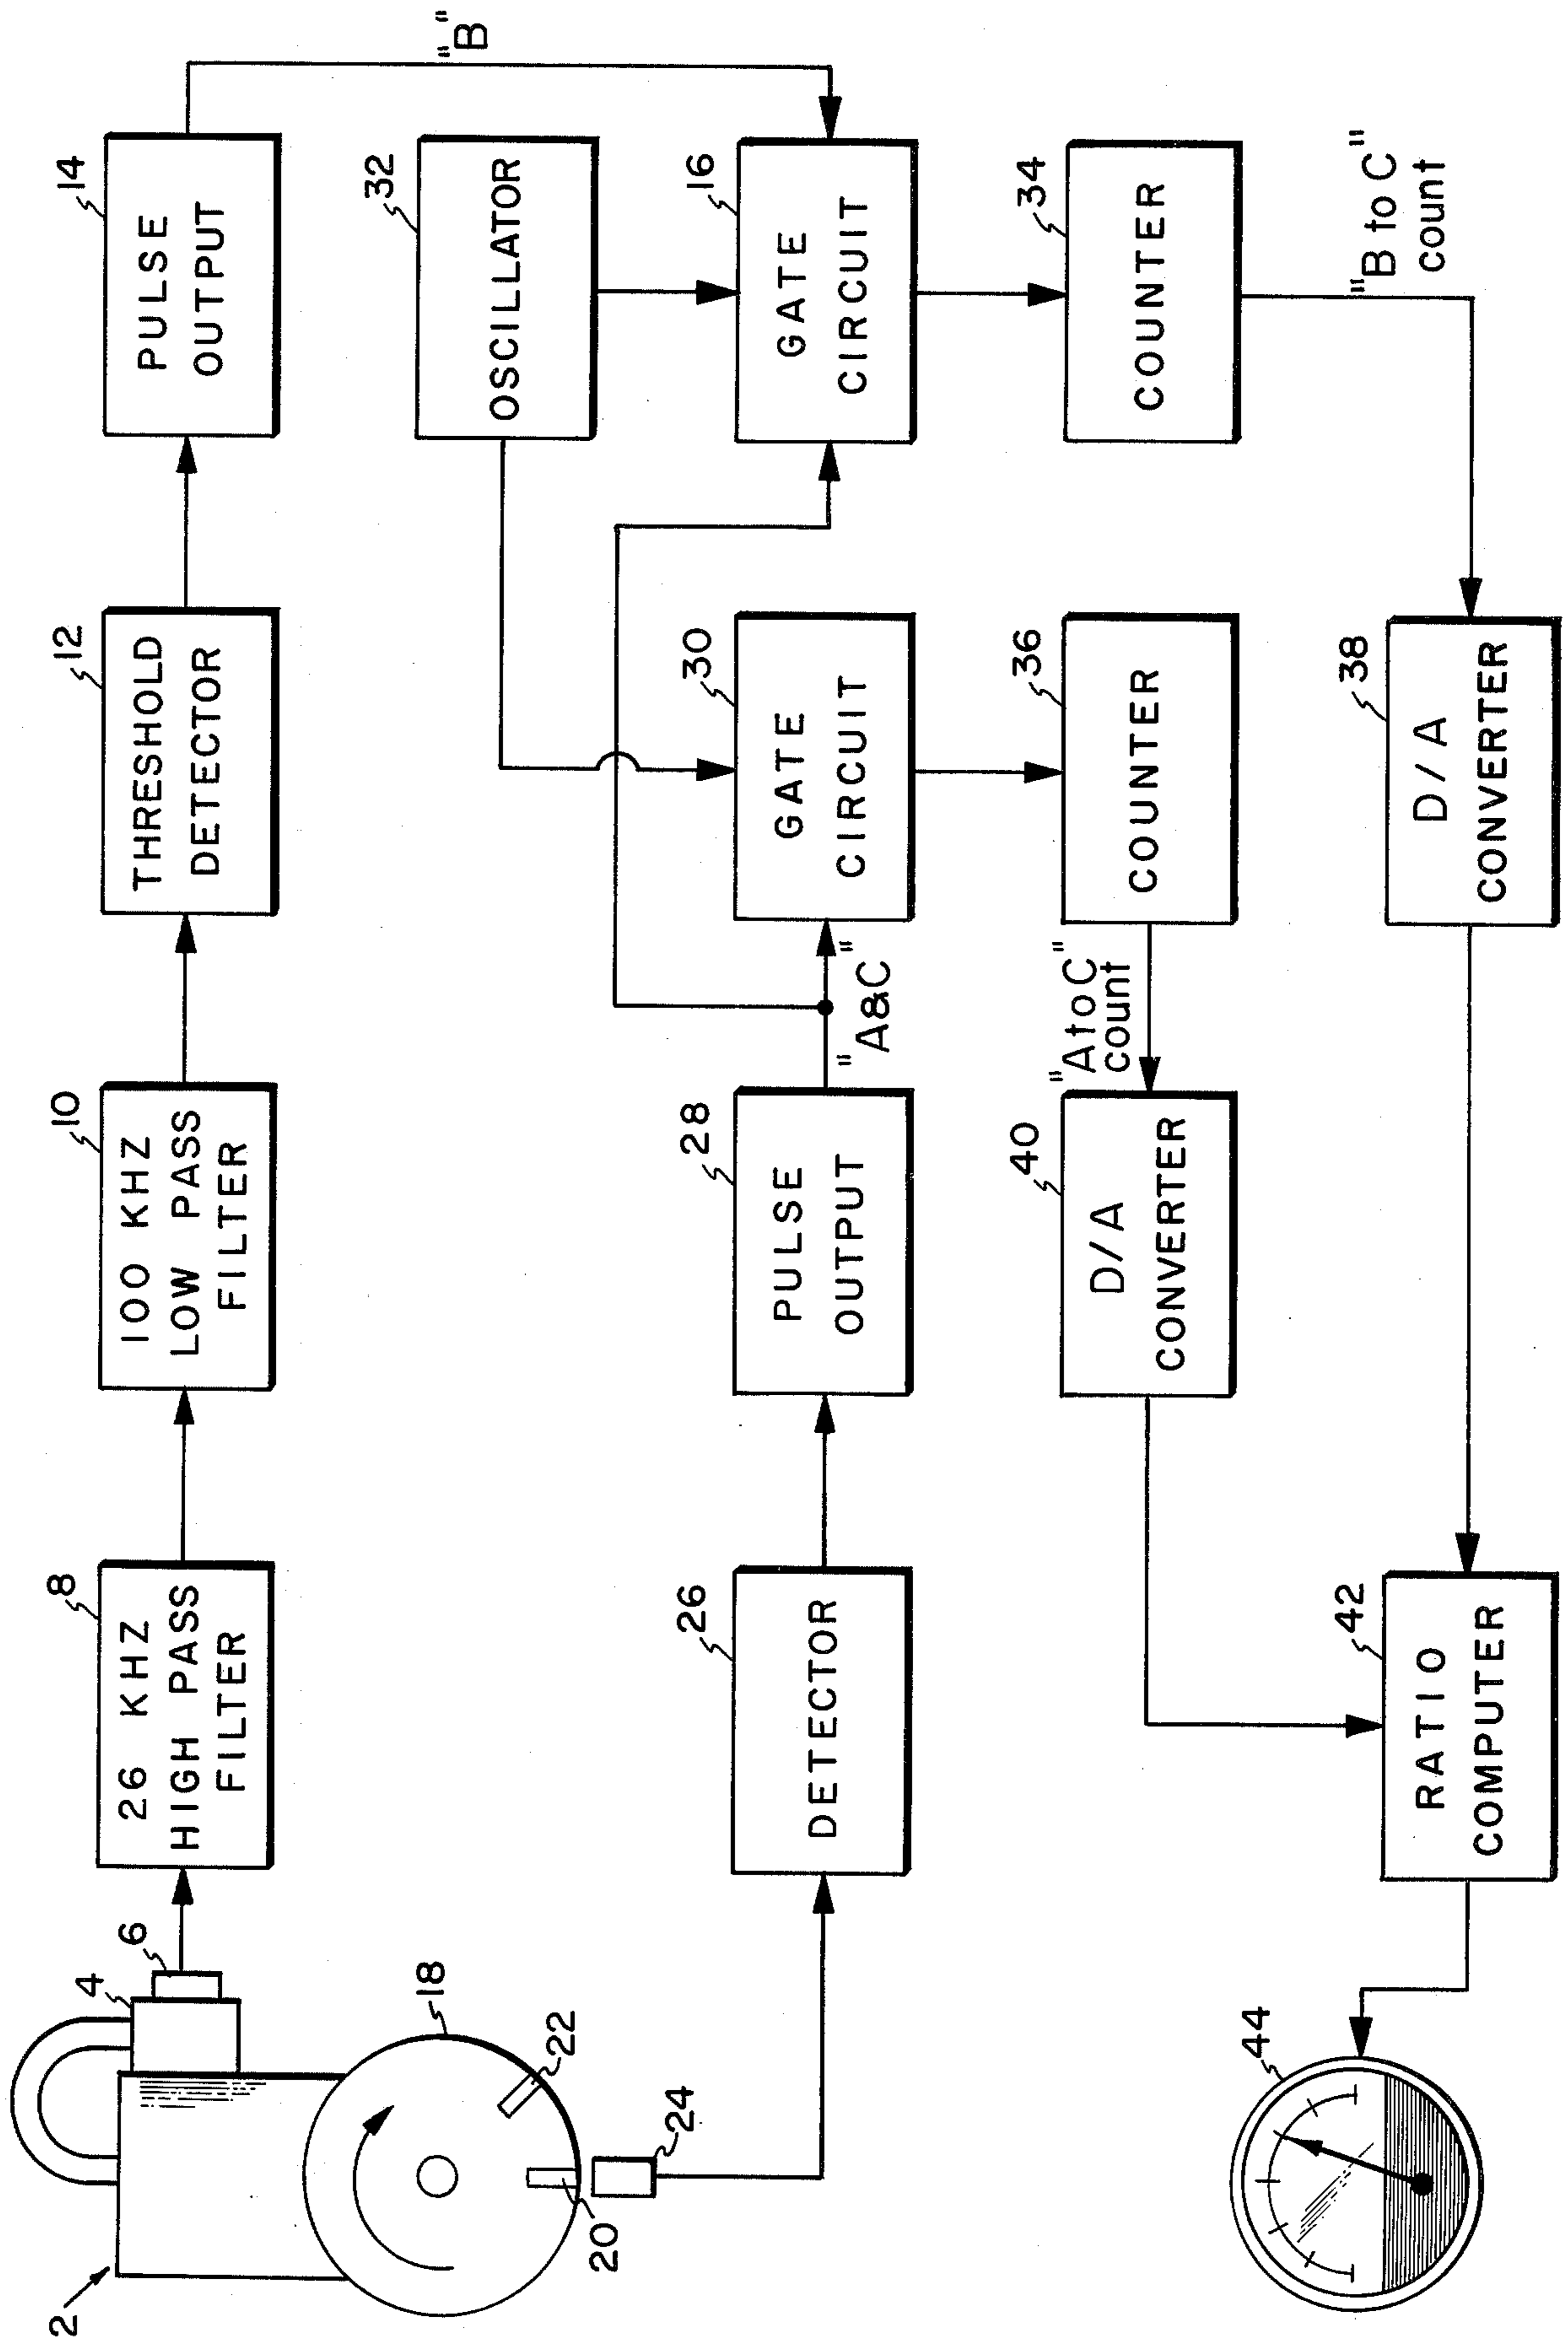 2
4
6
8
26 KHZ
HIGH PASS
FILTER
10
100 KHZ
LOW PASS
FILTER
12
THRESHOLD
DETECTOR
14
PULSE
OUTPUT
"B"
18
20
22
24
26
DETECTOR
28
PULSE
OUTPUT
"A&C"
30
GATE
CIRCUIT
32
OSCILLATOR
16
GATE
CIRCUIT
34
COUNTER
"B to C"
count
36
COUNTER
"A to C"
count
40
D/A
CONVERTER
38
D/A
CONVERTER
42
RATIO
COMPUTER
44